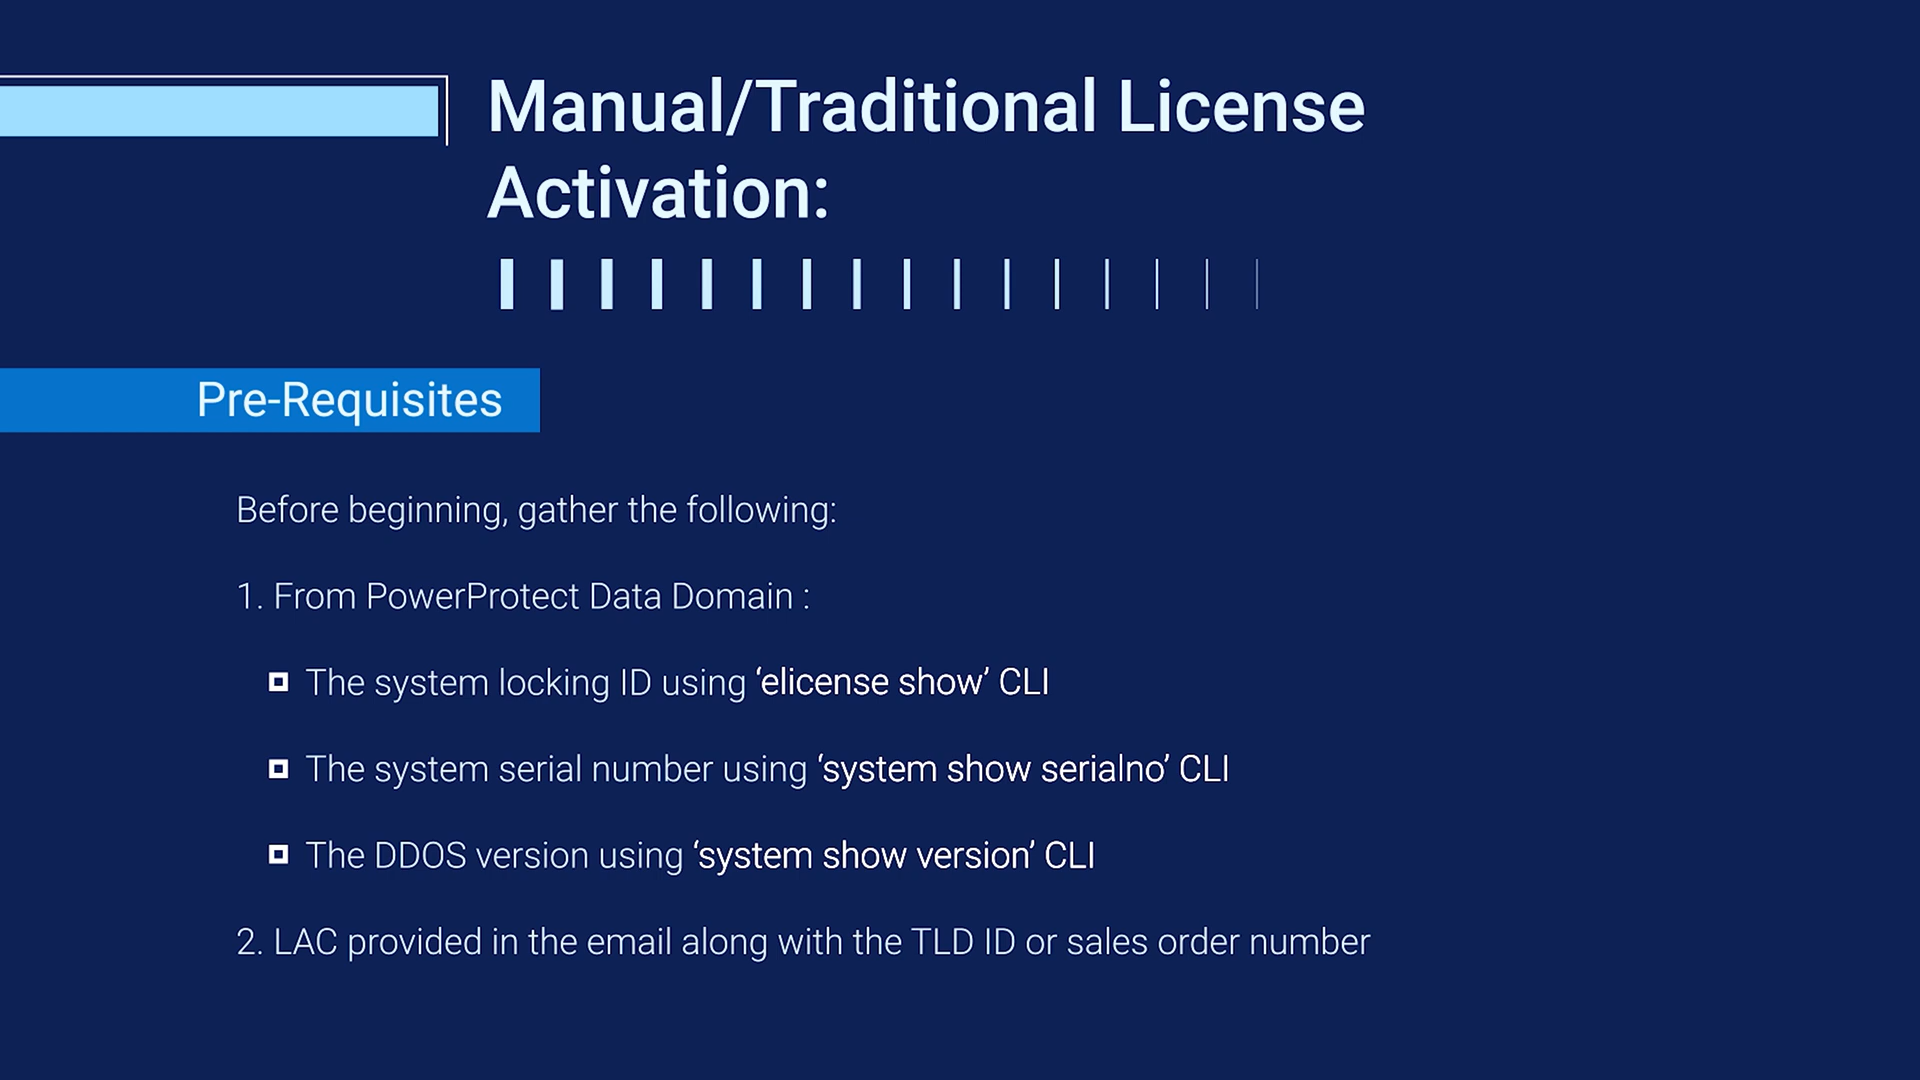 Manual/Traditional License
Activation:
Pre-Requisites
Before beginning, gather the following:
1. From PowerProtect Data Domain :
The system locking ID using ‘elicense show’ CLI
The system serial number using ‘system show serialno’ CLI
The DDOS version using ‘system show version’ CLI
2. LAC provided in the email along with the TLD ID or sales order number